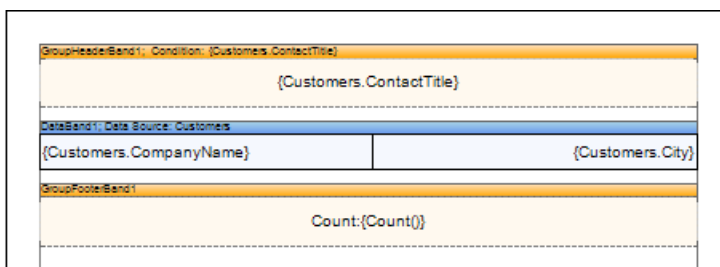 GroupHeaderBand1; Condition: {Customers.ContactTitle}
{Customers.ContactTitle}
DataBand1; Data Source: Customers
{Customers.CompanyName} {Customers.City}
GroupFooterBand1
Count:{Count()}